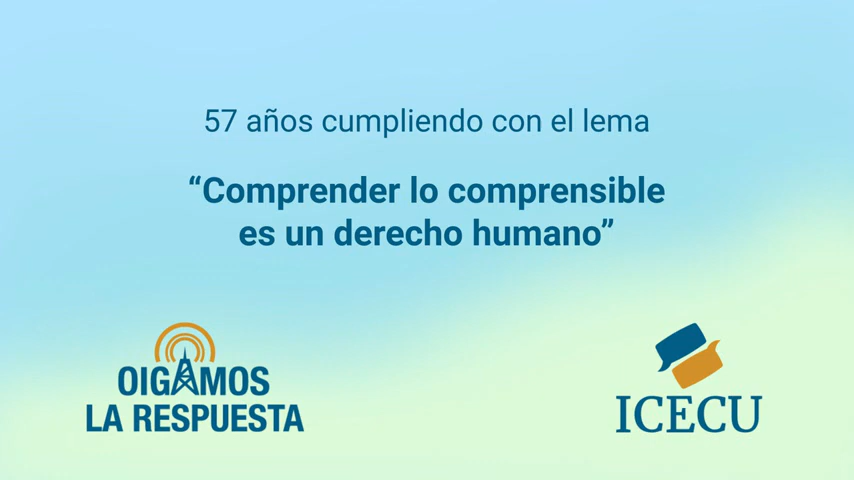 57 años cumpliendo con el lema
“Comprender lo comprensible
es un derecho humano”
OIGAMOS
LA RESPUESTA
ICECU